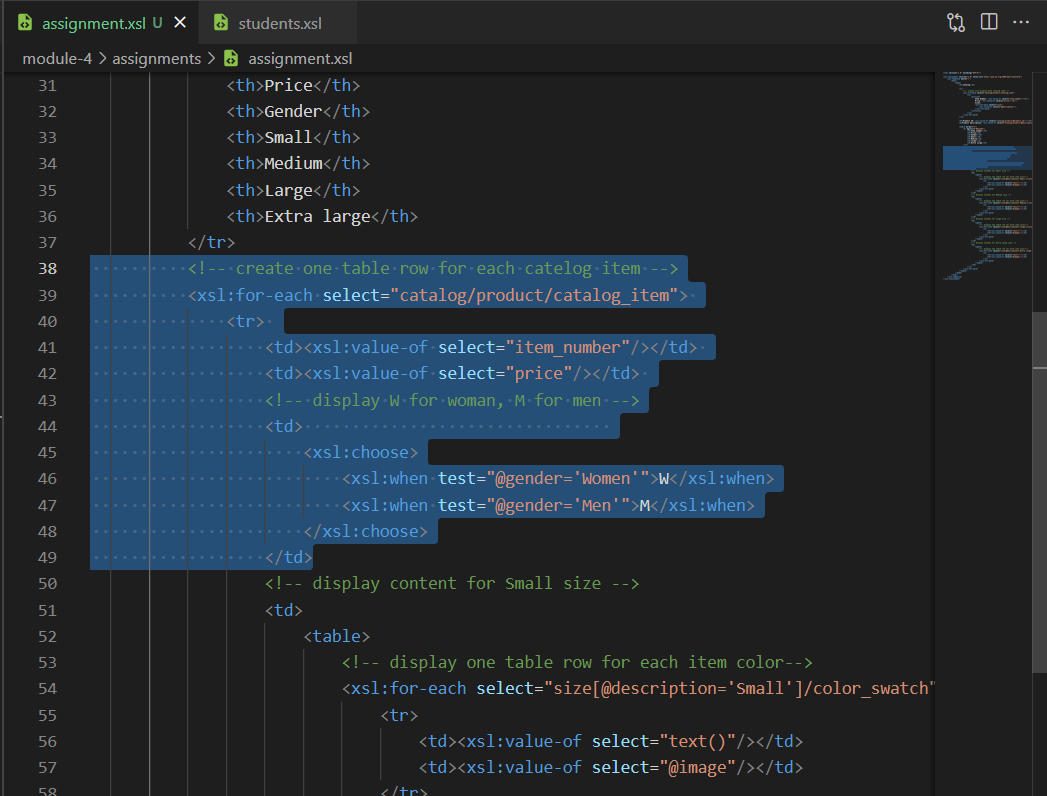 assignment.xsl U
students.xsl
module-4 > assignments > assignment.xsl
31 <th>Price</th>
32 <th>Gender</th>
33 <th>Small</th>
34 <th>Medium</th>
35 <th>Large</th>
36 <th>Extra large</th>
37 </tr>
38 <!-- create one table row for each catelog item -->
39 <xsl:for-each select="catalog/product/catalog_item">
40 <tr>
41 <td><xsl:value-of select="item_number"/></td>
42 <td><xsl:value-of select="price"/></td>
43 <!-- display W for woman, M for men -->
44 <td>
45 <xsl:choose>
46 <xsl:when test="@gender='Women'">W</xsl:when>
47 <xsl:when test="@gender='Men'">M</xsl:when>
48 </xsl:choose>
49 </td>
50 <!-- display content for Small size -->
51 <td>
52 <table>
53 <!-- display one table row for each item color-->
54 <xsl:for-each select="size[@description='Small']/color_swatch"
55 <tr>
56 <td><xsl:value-of select="text()"/></td>
57 <td><xsl:value-of select="@image"/></td>
58 </tr>